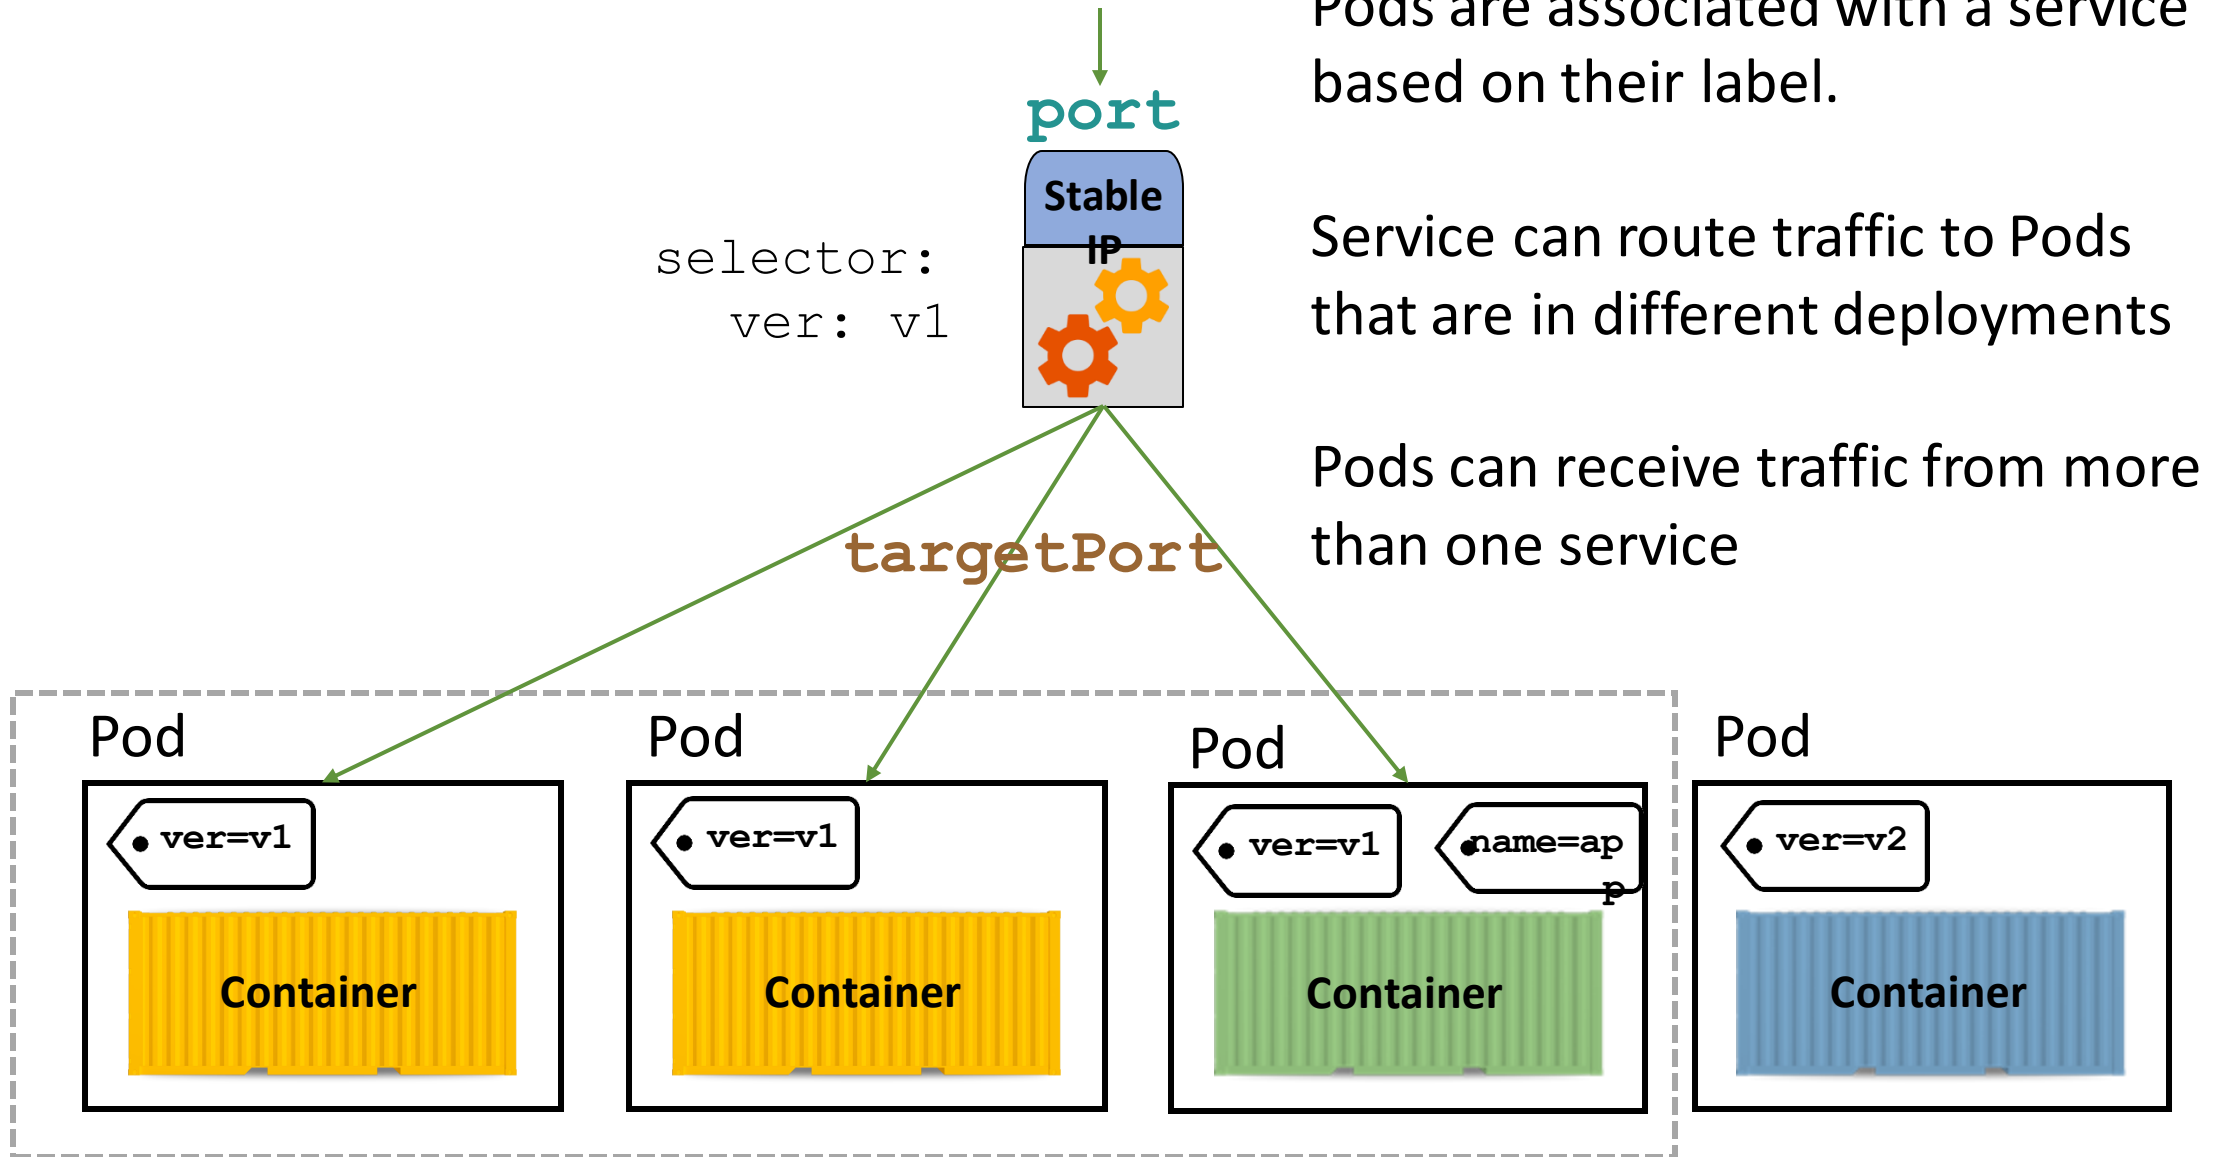 Pods are associated with a service
based on their label.
port
Stable
IP
selector:
ver: v1
Service can route traffic to Pods
that are in different deployments
Pods can receive traffic from more
than one service
targetPort
Pod
Pod
Pod
Pod
ver=v1
ver=v1
ver=v1
name=ap
p
ver=v2
Container
Container
Container
Container